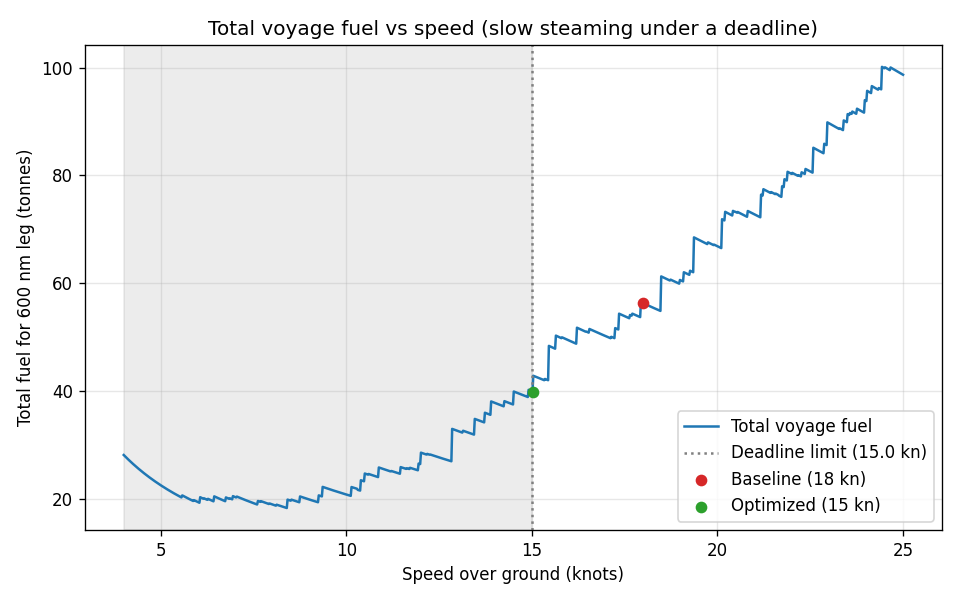 Total voyage fuel vs speed (slow steaming under a deadline)
Total fuel for 600 nm leg (tonnes)
100
80
60
40
20
5
10
15
20
25
Speed over ground (knots)
Total voyage fuel
Deadline limit (15.0 kn)
Baseline (18 kn)
Optimized (15 kn)